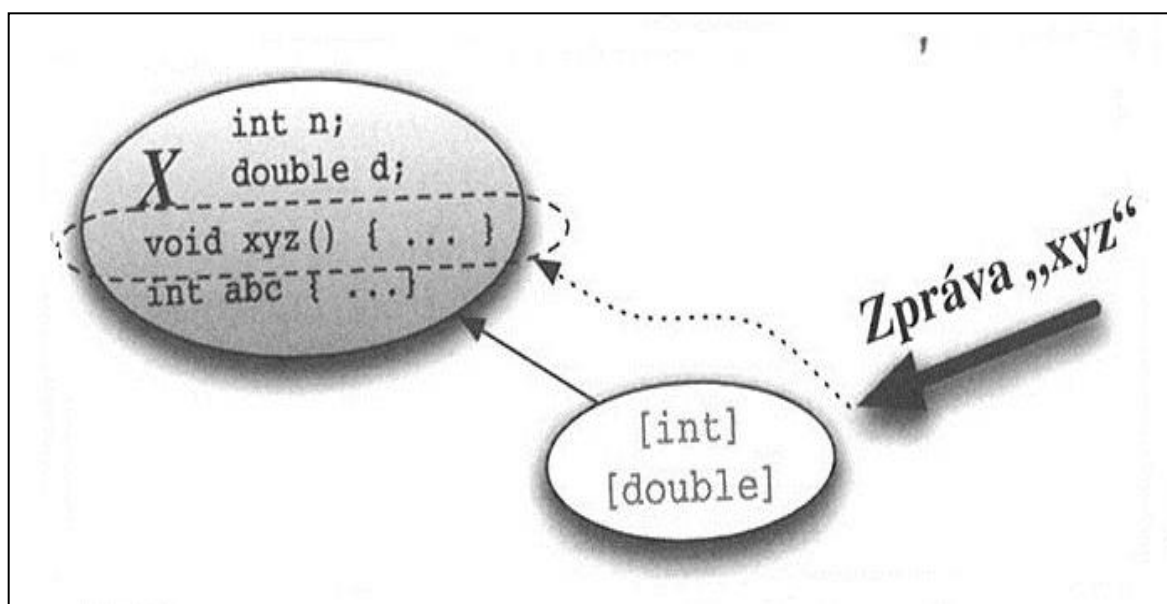 X
int n;
double d;
void xyz() { ... }
int abc { ...}
Zpráva „xyz“
[int]
[double]